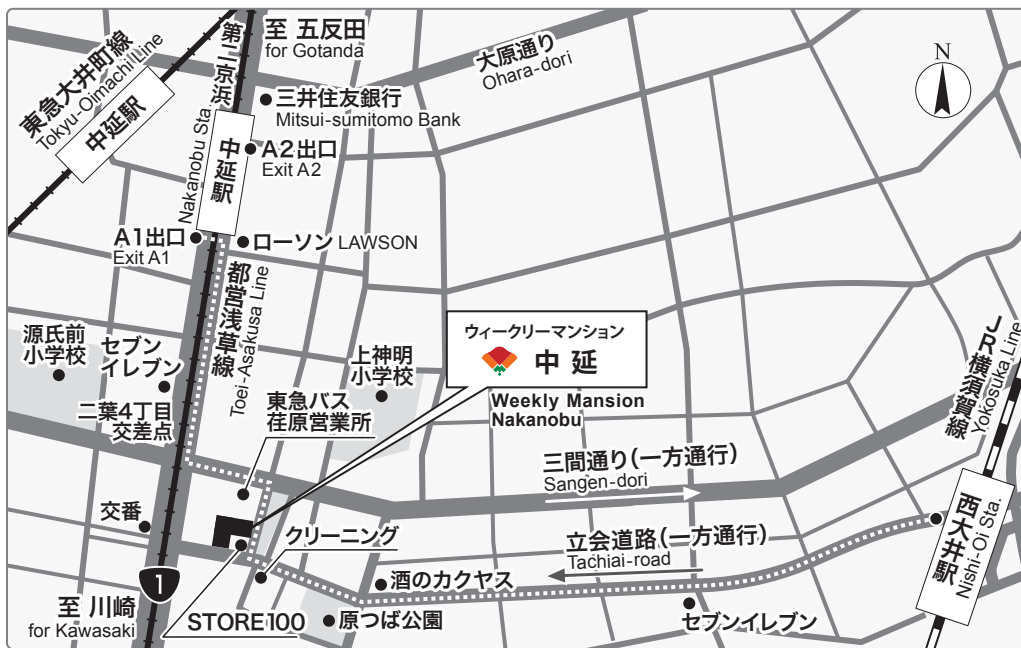 至 五反田
for Gotanda
第二京浜
大原通り
Ohara-dori
N
東急大井町線
Tokyu-Oimachi Line
中延駅
三井住友銀行
Mitsui-sumitomo Bank
Nakanobu Sta.
中延駅
A2出口
Exit A2
A1出口
Exit A1
ローソン LAWSON
都営浅草線
Toei-Asakusa Line
源氏前
小学校
セブン
イレブン
上神明
小学校
ウィークリーマンション
中延
Weekly Mansion
Nakanobu
JR横須賀線
Yokosuka Line
二葉4丁目
交差点
東急バス
荏原営業所
三間通り(一方通行)
Sangen-dori
交番
クリーニング
立会道路(一方通行)
Tachiai-road
西大井駅
Nishi-Oi Sta.
酒のカクヤス
1
至 川崎
for Kawasaki
STORE100
原つば公園
セブンイレブン